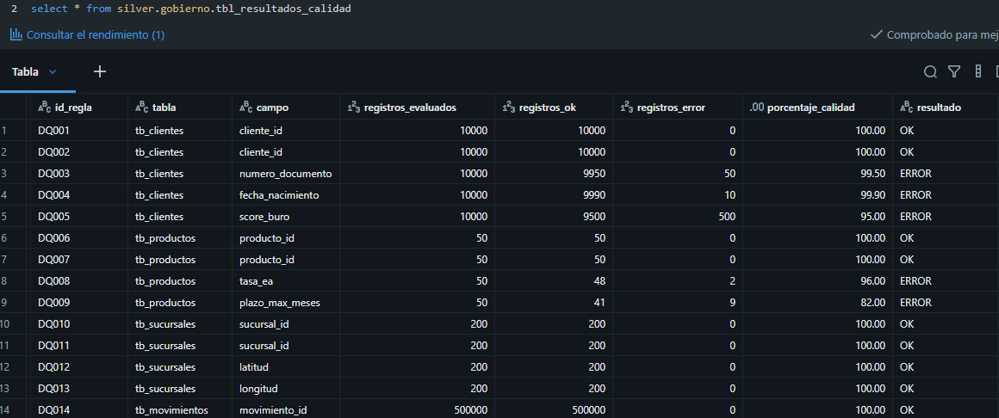 2 select * from silver.gobierno.tbl_resultados_calidad
Consultar el rendimiento (1) Comprobado para mej
Tabla
id_regla tabla campo registros_evaluados registros_ok registros_error .00 porcentaje_calidad resultado
1 DQ001 tb_clientes cliente_id 10000 10000 0 100.00 OK
2 DQ002 tb_clientes cliente_id 10000 10000 0 100.00 OK
3 DQ003 tb_clientes numero_documento 10000 9950 50 99.50 ERROR
4 DQ004 tb_clientes fecha_nacimiento 10000 9990 10 99.90 ERROR
5 DQ005 tb_clientes score_buro 10000 9500 500 95.00 ERROR
6 DQ006 tb_productos producto_id 50 50 0 100.00 OK
7 DQ007 tb_productos producto_id 50 50 0 100.00 OK
8 DQ008 tb_productos tasa_ea 50 48 2 96.00 ERROR
9 DQ009 tb_productos plazo_max_meses 50 41 9 82.00 ERROR
10 DQ010 tb_sucursales sucursal_id 200 200 0 100.00 OK
11 DQ011 tb_sucursales sucursal_id 200 200 0 100.00 OK
12 DQ012 tb_sucursales latitud 200 200 0 100.00 OK
13 DQ013 tb_sucursales longitud 200 200 0 100.00 OK
14 DQ014 tb_movimientos movimiento_id 500000 500000 0 100.00 OK